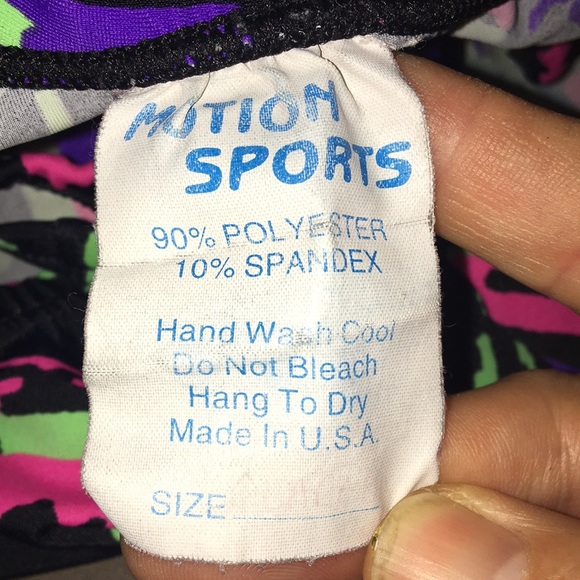 MOTION
SPORTS
90% POLYESTER
10% SPANDEX
Hand Wash Cool
Do Not Bleach
Hang To Dry
Made In U.S.A.
SIZE